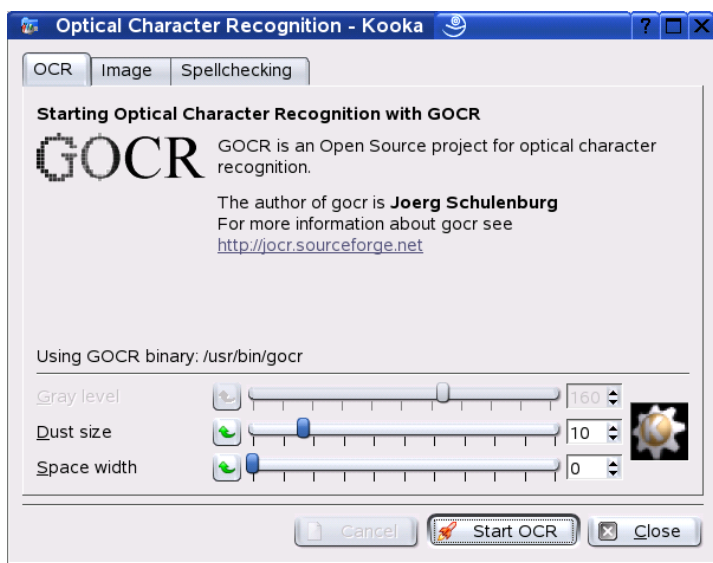 Optical Character Recognition - Kooka
OCR
Image
Spellchecking
Starting Optical Character Recognition with GOCR
GOCR
GOCR is an Open Source project for optical character
recognition.
The author of gocr is Joerg Schulenburg
For more information about gocr see
http://jocr.sourceforge.net
Using GOCR binary: /usr/bin/gocr
Gray level
160
Dust size
10
Space width
0
K
Cancel
Start OCR
Close